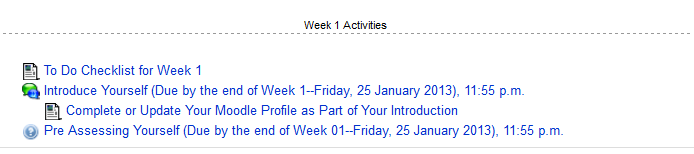 Week 1 Activities
To Do Checklist for Week 1
Introduce Yourself (Due by the end of Week 1--Friday, 25 January 2013), 11:55 p.m.
Complete or Update Your Moodle Profile as Part of Your Introduction
Pre Assessing Yourself (Due by the end of Week 01--Friday, 25 January 2013), 11:55 p.m.